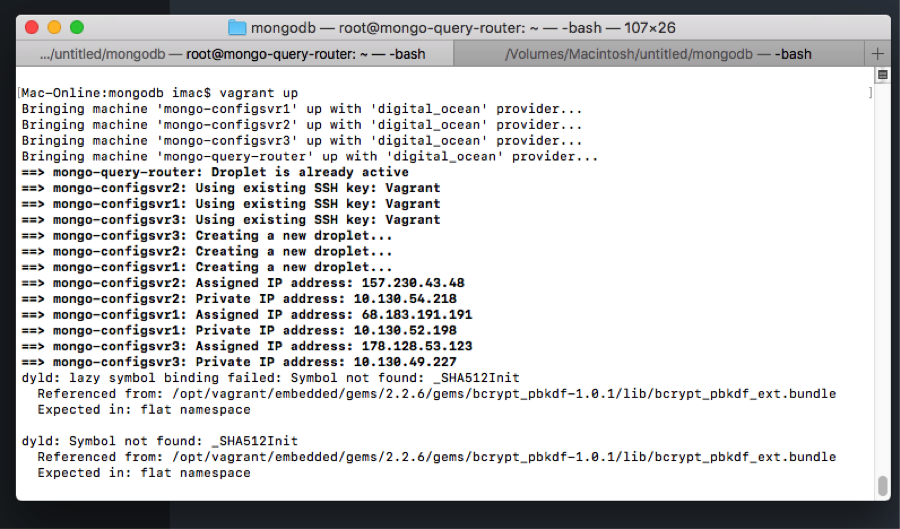 mongodb — root@mongo-query-router: ~ — -bash — 107×26
.../untitled/mongodb — root@mongo-query-router: ~ — -bash
/Volumes/Macintosh/untitled/mongodb — -bash
+
[Mac-Online:mongodb imac$ vagrant up ]
Bringing machine 'mongo-configsvr1' up with 'digital_ocean' provider...
Bringing machine 'mongo-configsvr2' up with 'digital_ocean' provider...
Bringing machine 'mongo-configsvr3' up with 'digital_ocean' provider...
Bringing machine 'mongo-query-router' up with 'digital_ocean' provider...
==> mongo-query-router: Droplet is already active
==> mongo-configsvr2: Using existing SSH key: Vagrant
==> mongo-configsvr1: Using existing SSH key: Vagrant
==> mongo-configsvr3: Using existing SSH key: Vagrant
==> mongo-configsvr3: Creating a new droplet...
==> mongo-configsvr2: Creating a new droplet...
==> mongo-configsvr1: Creating a new droplet...
==> mongo-configsvr2: Assigned IP address: 157.230.43.48
==> mongo-configsvr2: Private IP address: 10.130.54.218
==> mongo-configsvr1: Assigned IP address: 68.183.191.191
==> mongo-configsvr1: Private IP address: 10.130.52.198
==> mongo-configsvr3: Assigned IP address: 178.128.53.123
==> mongo-configsvr3: Private IP address: 10.130.49.227
dyld: lazy symbol binding failed: Symbol not found: _SHA512Init
  Referenced from: /opt/vagrant/embedded/gems/2.2.6/gems/bcrypt_pbkdf-1.0.1/lib/bcrypt_pbkdf_ext.bundle
  Expected in: flat namespace

dyld: Symbol not found: _SHA512Init
  Referenced from: /opt/vagrant/embedded/gems/2.2.6/gems/bcrypt_pbkdf-1.0.1/lib/bcrypt_pbkdf_ext.bundle
  Expected in: flat namespace